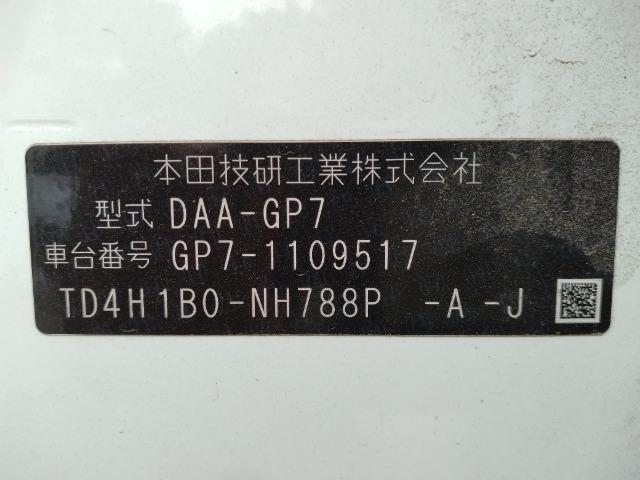 本田技研工業株式会社
型式 DAA-GP7
車台番号 GP7-1109517
TD4H1B0-NH788P -A -J